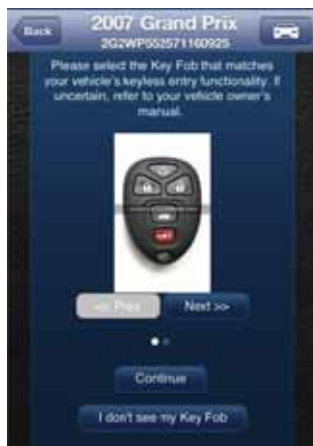 Back
2007 Grand Prix
2G2WP552571160925
Please select the Key Fob that matches
your vehicle's keyless entry functionality. If
uncertain, refer to your vehicle owner's
manual.
<< Prev
Next >>
Continue
I don't see my Key Fob